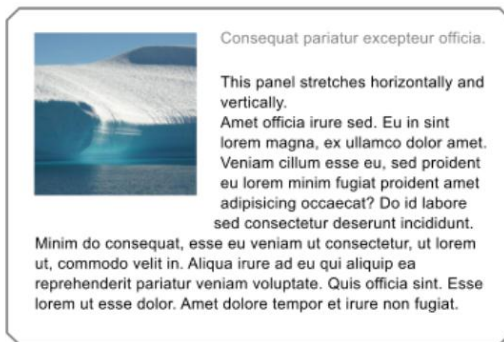 Consequat pariatur excepteur officia.
This panel stretches horizontally and
vertically.
Amet officia irure sed. Eu in sint
lorem magna, ex ullamco dolor amet.
Veniam cillum esse eu, sed proident
eu lorem minim fugiat proident amet
adipisicing occaecat? Do id labore
sed consectetur deserunt incididunt.
Minim do consequat, esse eu veniam ut consectetur, ut lorem
ut, commodo velit in. Aliqua irure ad eu qui aliquip ea
reprehenderit pariatur veniam voluptate. Quis officia sint. Esse
lorem ut esse dolor. Amet dolore tempor et irure non fugiat.